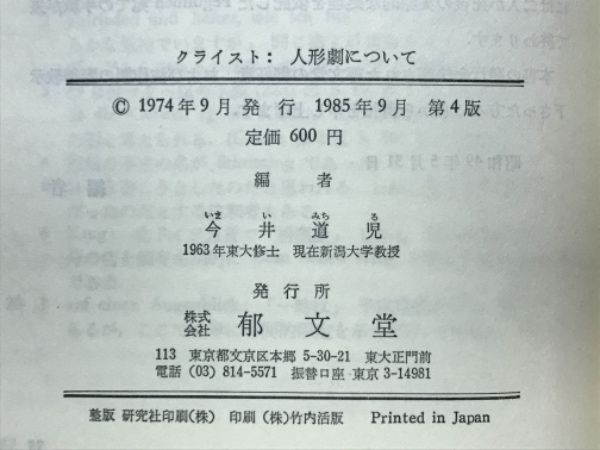 クライスト: 人形劇について
© 1974年9月 発行 1985年9月 第4版
定価 600 円
編者
いま い みち る
今井道児
1963年東大修士 現在新潟大学教授
発行所
株式会社 郁文堂
113 東京都文京区本郷 5-30-21 東大正門前
電話 (03) 814-5571 振替口座・東京 3-14981
整版 研究社印刷(株) 印刷 (株)竹内活版 Printed in Japan